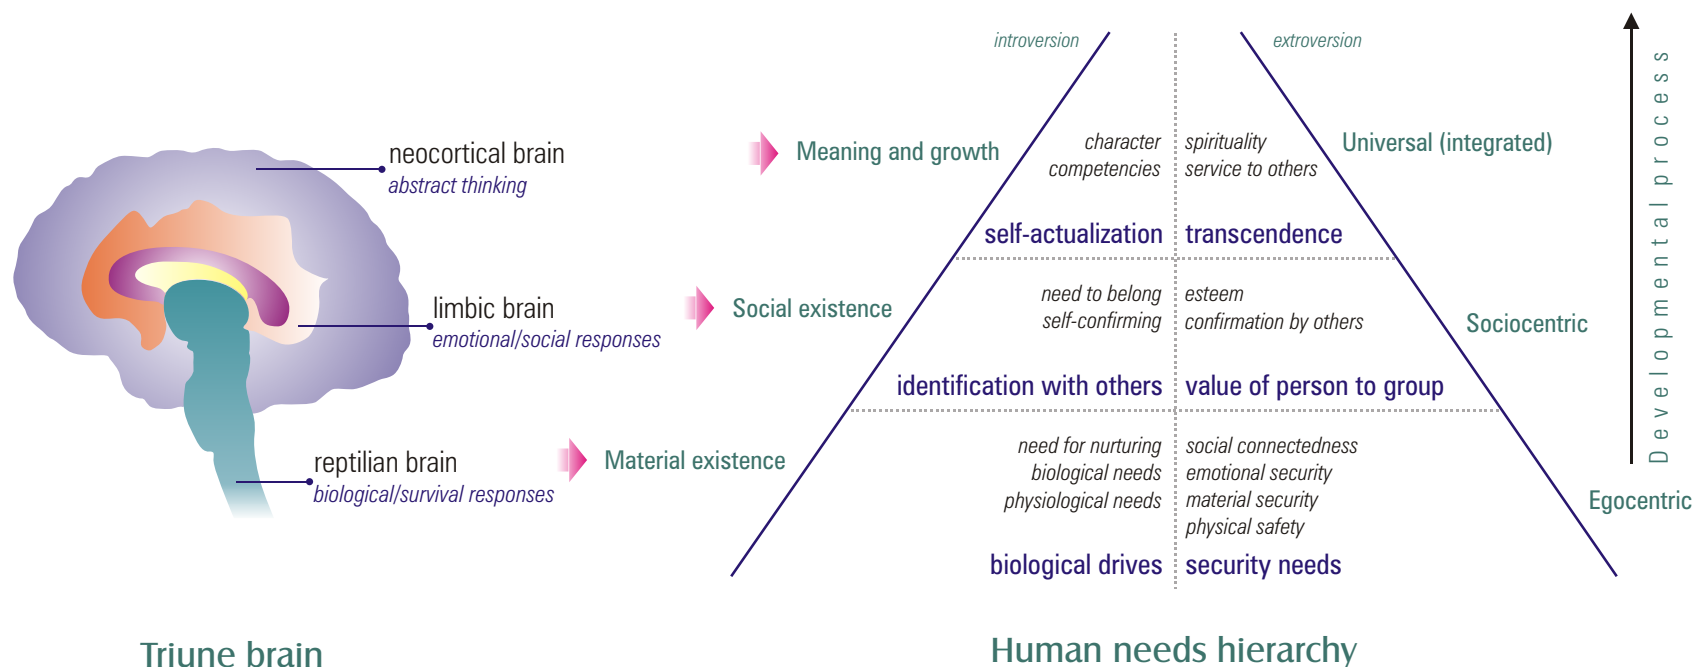 neocortical brain
abstract thinking
limbic brain
emotional/social responses
reptilian brain
biological/survival responses
Triune brain
Meaning and growth
Social existence
Material existence
introversion
extroversion
character
competencies
spirituality
service to others
self-actualization
transcendence
need to belong
self-confirming
esteem
confirmation by others
identification with others
value of person to group
need for nurturing
biological needs
physiological needs
social connectedness
emotional security
material security
physical safety
biological drives
security needs
Universal (integrated)
Sociocentric
Egocentric
Developmental process
Human needs hierarchy